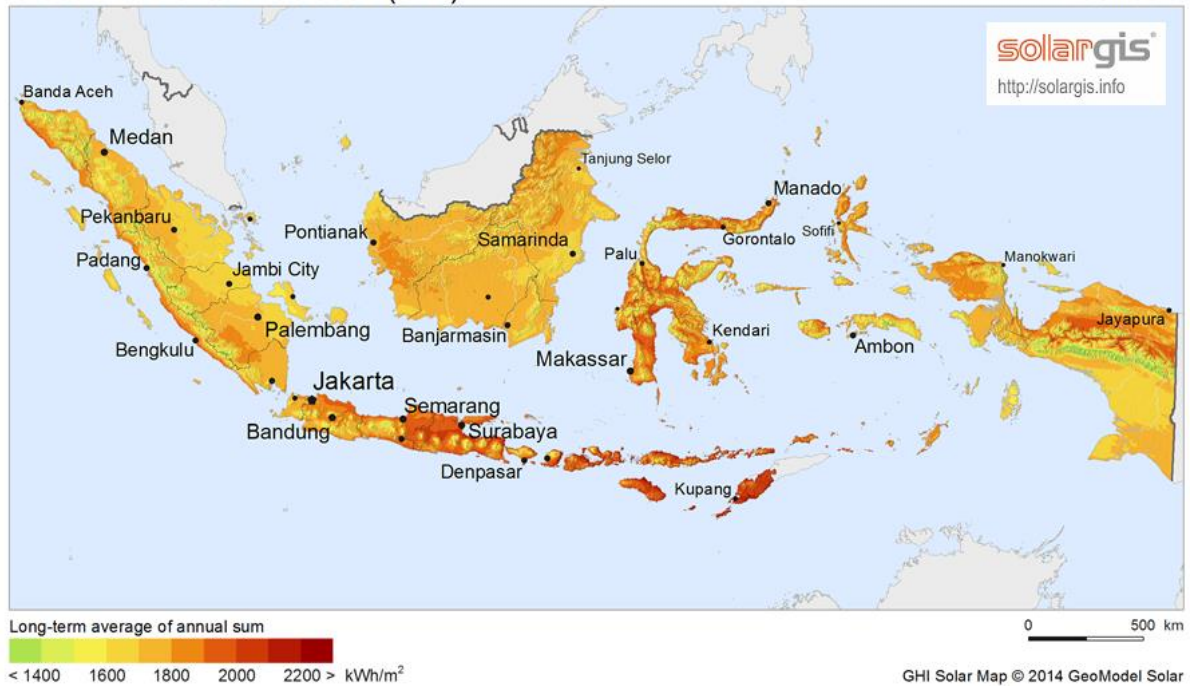 solargis
http://solargis.info
Banda Aceh
Medan
Tanjung Selor
Manado
Pekanbaru
Pontianak
Samarinda
Gorontalo
Sofifi
Padang
Palu
Manokwari
Jambi City
Palembang
Banjarmasin
Kendari
Jayapura
Bengkulu
Makassar
Ambon
Jakarta
Semarang
Bandung
Surabaya
Denpasar
Kupang
Long-term average of annual sum
< 1400 1600 1800 2000 2200 > kWh/m²
0 500 km
GHI Solar Map © 2014 GeoModel Solar